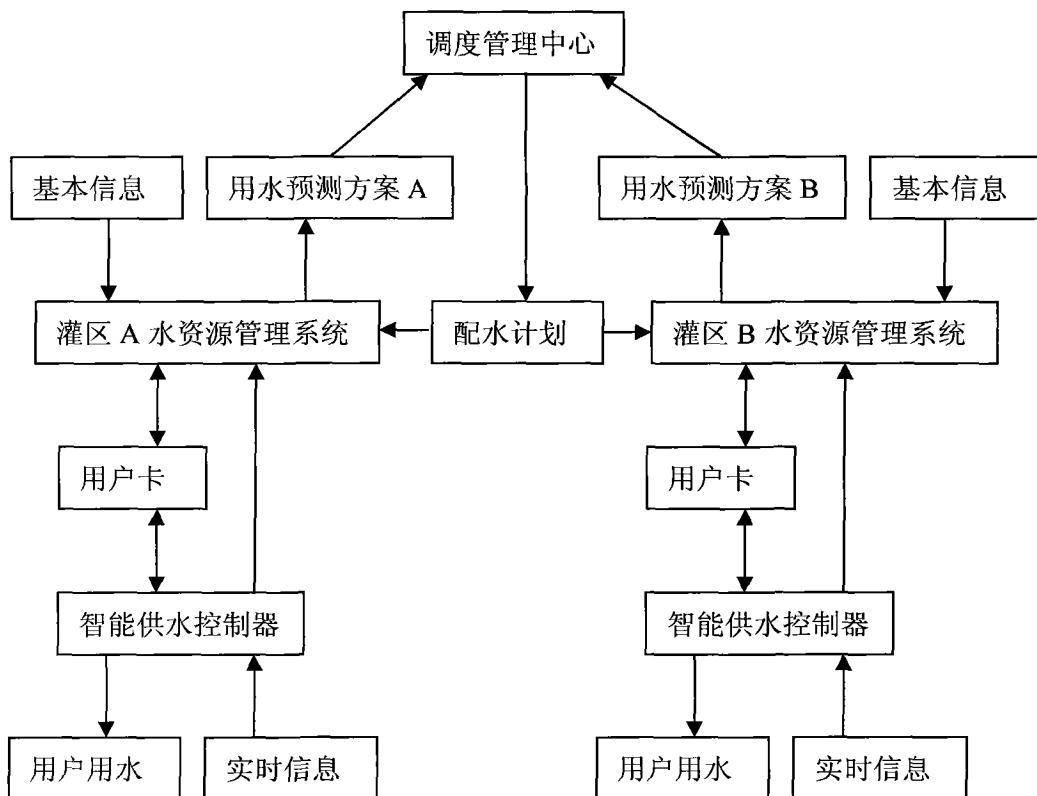 调度管理中心
基本信息
用水预测方案 A
用水预测方案 B
基本信息
灌区 A 水资源管理系统
配水计划
灌区 B 水资源管理系统
用户卡
用户卡
智能供水控制器
智能供水控制器
用户用水
实时信息
用户用水
实时信息